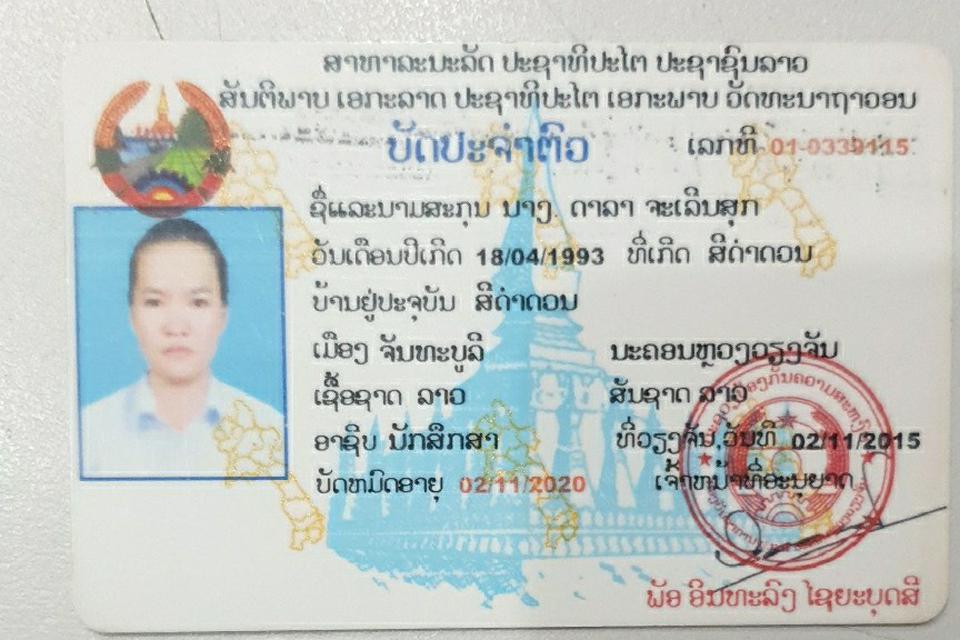 ສາທາລະນະລັດ ປະຊາທິປະໄຕ ປະຊາຊົນລາວ
ສັນຕິພາບ ເອກະລາດ ປະຊາທິປະໄຕ ເອກະພາບ ວັດທະນາຖາວອນ
ບັດປະຈຳຕົວ ເລກທີ 01-0339115
ຊື່ແລະນາມສະກຸນ ນາງ. ດາລາ ຈະເລີນສຸກ
ວັນເດືອນປີເກີດ 18/04/1993 ທີ່ເກີດ ສີດຳດວນ
ບ້ານຢູ່ປະຈຸບັນ ສີດຳດວນ
ເມືອງ ຈັນທະບູລີ ນະຄອນຫຼວງວຽງຈັນ
ເຊື້ອຊາດ ລາວ ສັນຊາດ ລາວ
ອາຊິບ ນັກສຶກສາ ທີ່ວຽງຈັນ,ວັນທີ 02/11/2015
ບັດຫມົດອາຍຸ 02/11/2020 ເຈົ້າຫນ້າທີ່ອະນຸຍາດ
ພັອ ອິນທະລົງ ໄຊຍະບຸດສີ